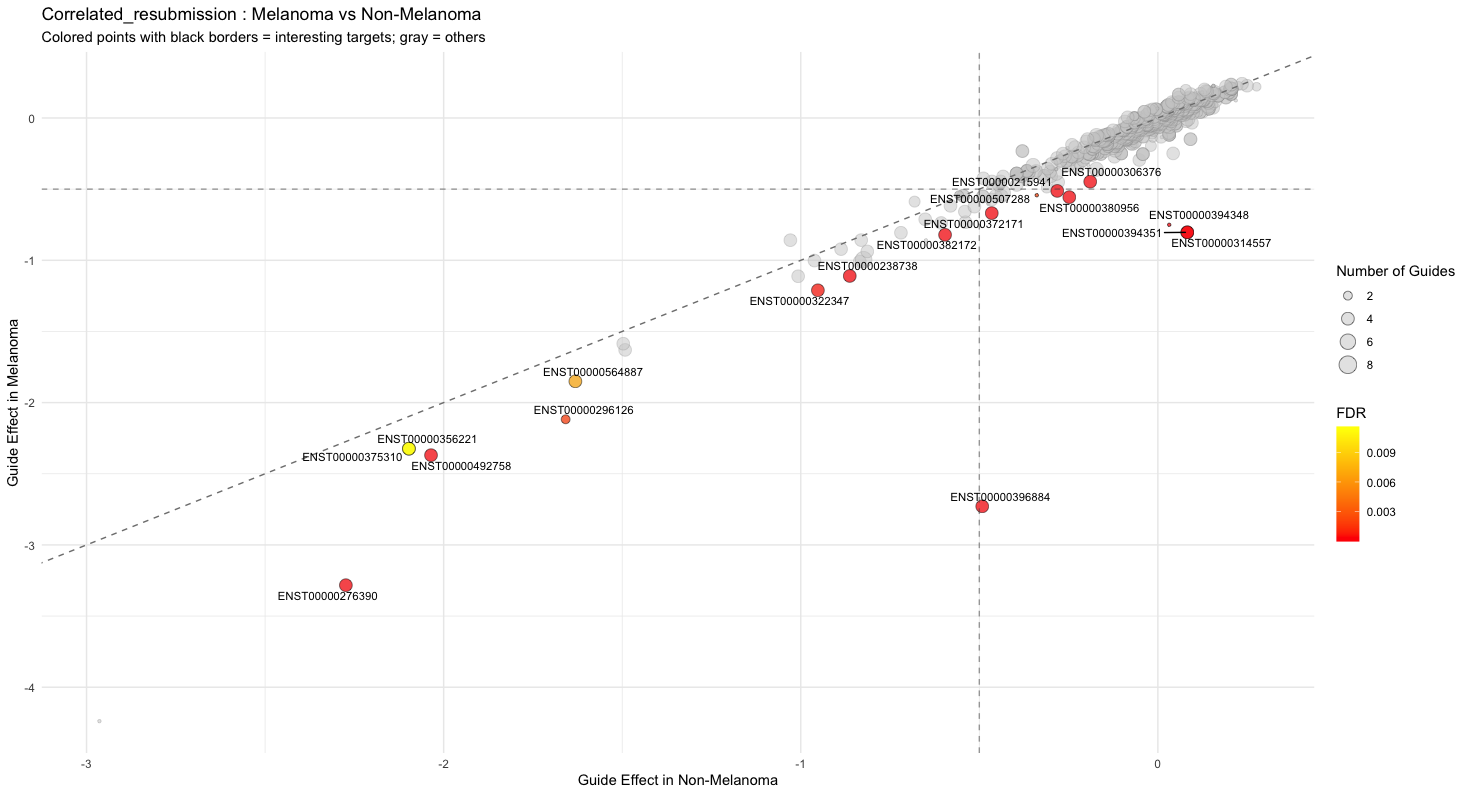 Correlated_resubmission : Melanoma vs Non-Melanoma
Colored points with black borders = interesting targets; gray = others
Guide Effect in Melanoma
0
-1
-2
-3
-4
ENST00000306376
ENST00000215941
ENST00000507288
ENST00000380956
ENST00000394348
ENST00000372171
ENST00000394351
ENST00000382172
ENST00000314557
ENST00000238738
ENST00000322347
ENST00000564887
ENST00000296126
ENST00000356221
ENST00000375310
ENST00000492758
ENST00000396884
ENST00000276390
-3
-2
-1
0
Guide Effect in Non-Melanoma
Number of Guides
2
4
6
8
FDR
0.009
0.006
0.003